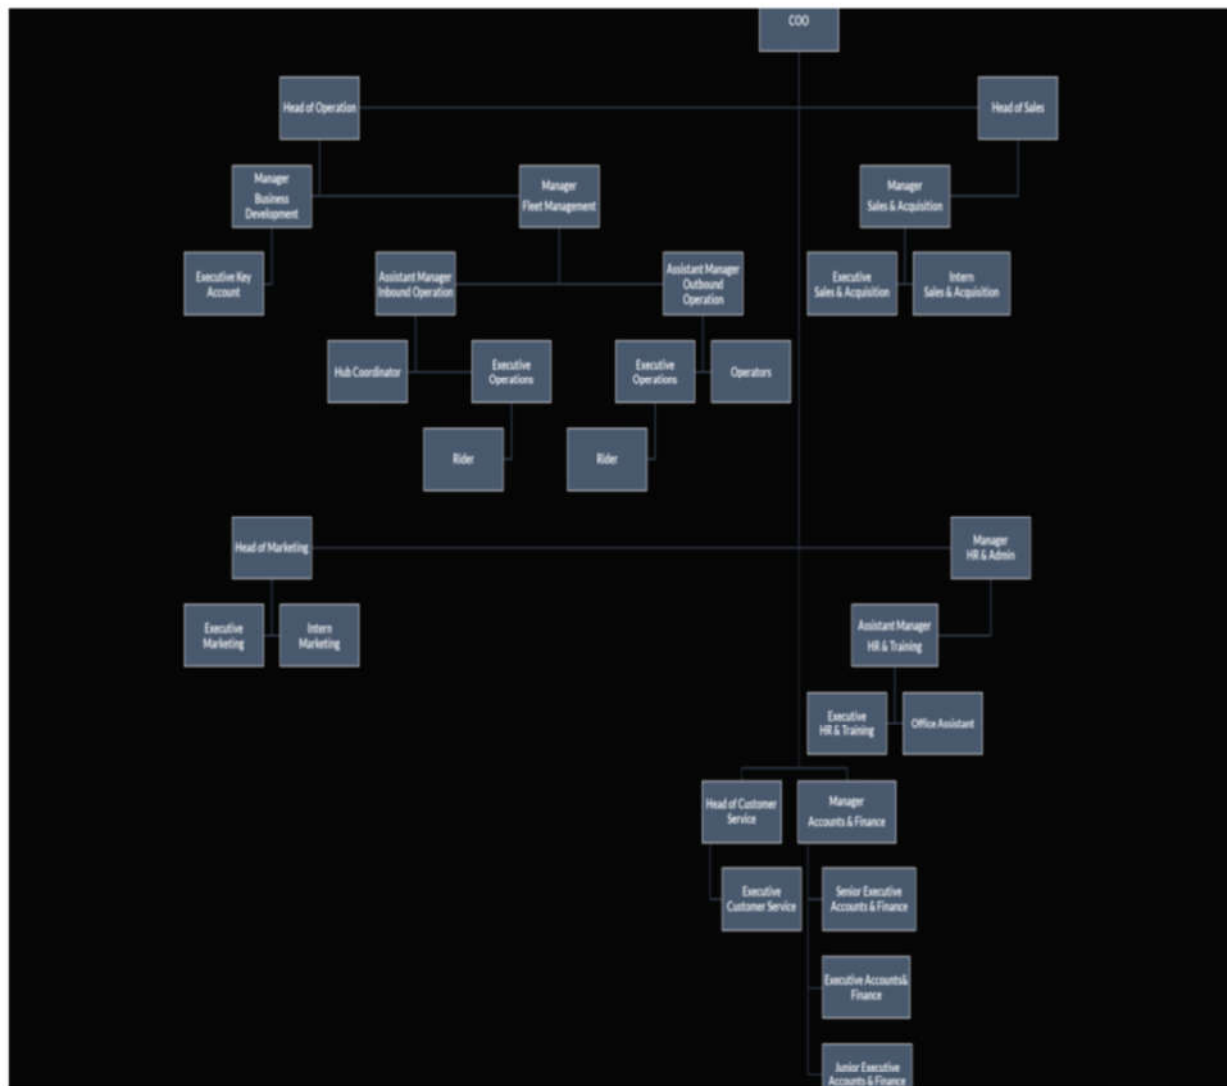 COO
Head of Operation
Head of Sales
Manager
Business
Development
Manager
Fleet Management
Manager
Sales & Acquisition
Executive Key
Account
Assistant Manager
Inbound Operation
Assistant Manager
Outbound
Operation
Executive
Sales & Acquisition
Intern
Sales & Acquisition
Hub Coordinator
Executive
Operations
Executive
Operations
Operators
Rider
Rider
Head of Marketing
Manager
HR & Admin
Executive
Marketing
Intern
Marketing
Assistant Manager
HR & Training
Executive
HR & Training
Office Assistant
Head of Customer
Service
Manager
Accounts & Finance
Executive
Customer Service
Senior Executive
Accounts & Finance
Executive Accounts&
Finance
Junior Executive
Accounts & Finance